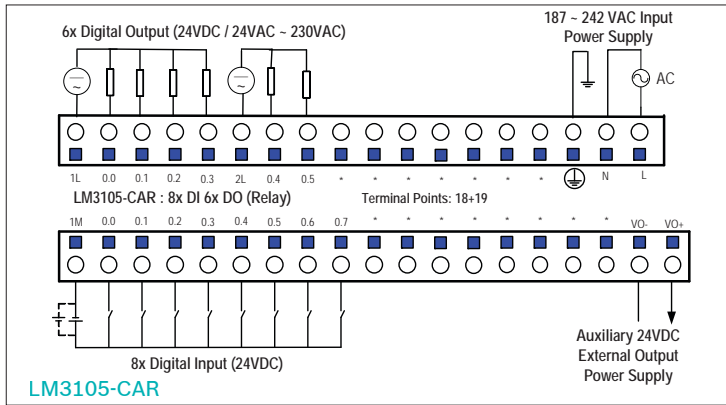 6x Digital Output (24VDC / 24VAC ~ 230VAC)
187 ~ 242 VAC Input
Power Supply
AC
1L 0.0 0.1 0.2 0.3 2L 0.4 0.5 * * * * * * * N L
LM3105-CAR : 8x DI 6x DO (Relay) Terminal Points: 18+19
1M 0.0 0.1 0.2 0.3 0.4 0.5 0.6 0.7 * * * * * * * * VO- VO+
8x Digital Input (24VDC)
Auxiliary 24VDC
External Output
Power Supply
LM3105-CAR